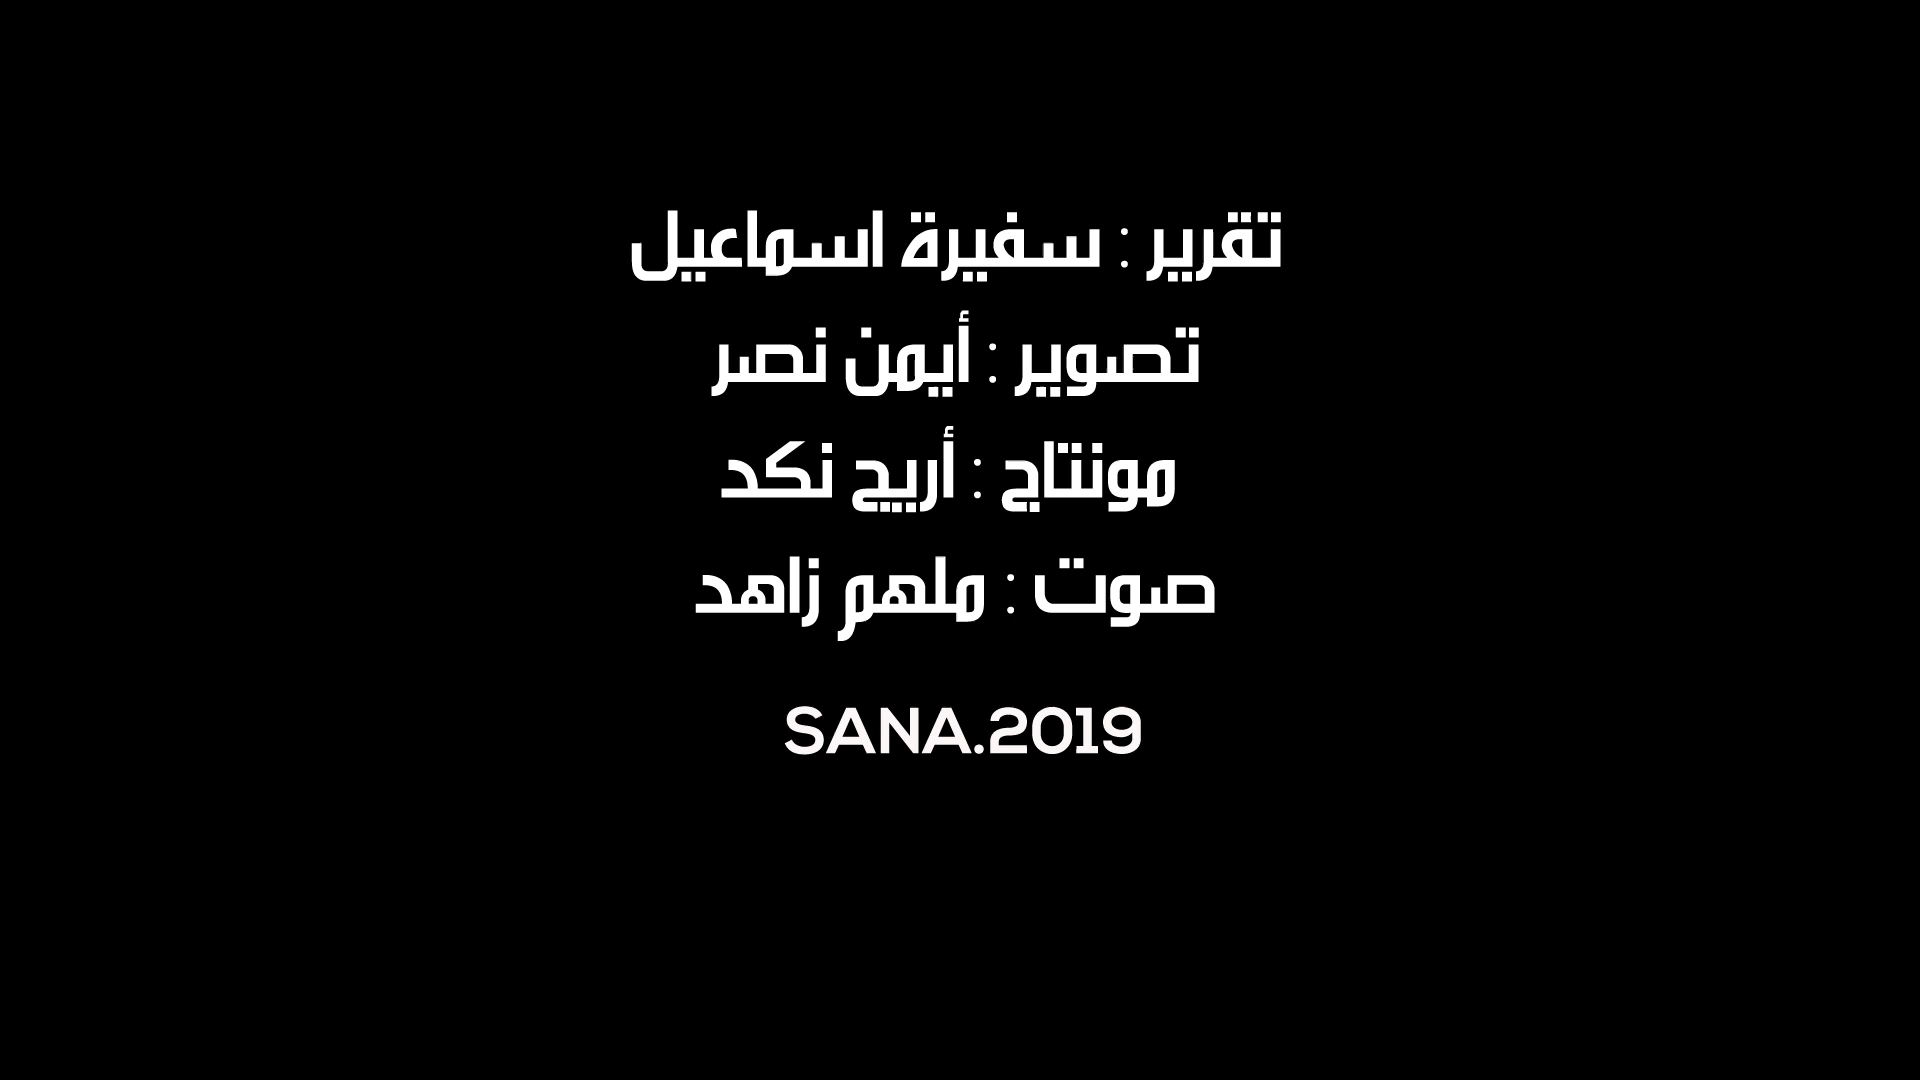 تقرير : سفيرة اسماعيل
تصوير : أيمن نصر
مونتاج : أريج نكد
صوت : ملهم زاهد
SANA.2019